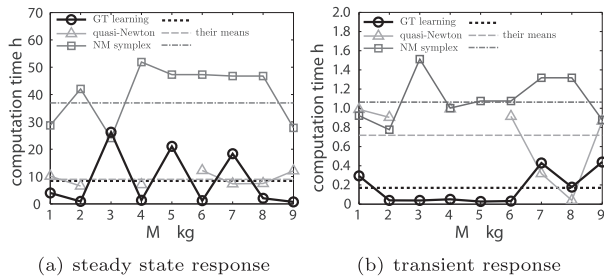 GT learning
quasi-Newton
NM symplex
their means
computation time h
70
60
50
40
30
20
10
0
1 2 3 4 5 6 7 8 9
M kg
(a) steady state response
GT learning
quasi-Newton
NM symplex
their means
computation time h
2.0
1.8
1.6
1.4
1.2
1.0
0.8
0.6
0.4
0.2
0
1 2 3 4 5 6 7 8 9
M kg
(b) transient response